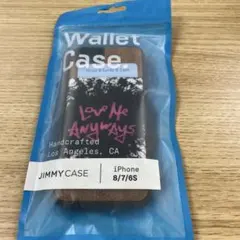 Wallet
Case.
Love Me
Anyways
Handcrafted
Los Angeles, CA
JIMMYCASE
iPhone
8/7/6S